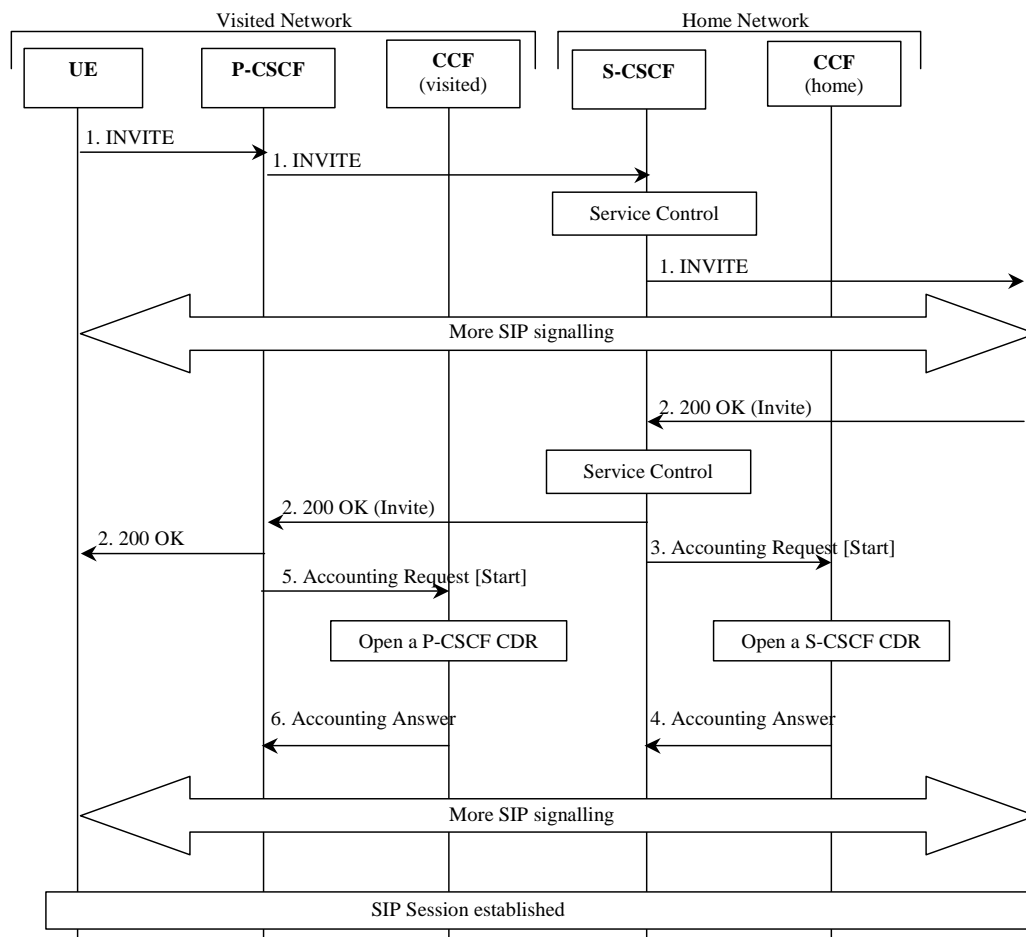 Visited Network
Home Network
UE
P-CSCF
CCF
(visited)
S-CSCF
CCF
(home)
1. INVITE
1. INVITE
Service Control
1. INVITE
More SIP signalling
2. 200 OK (Invite)
Service Control
2. 200 OK (Invite)
2. 200 OK
3. Accounting Request [Start]
5. Accounting Request [Start]
Open a P-CSCF CDR
Open a S-CSCF CDR
6. Accounting Answer
4. Accounting Answer
More SIP signalling
SIP Session established